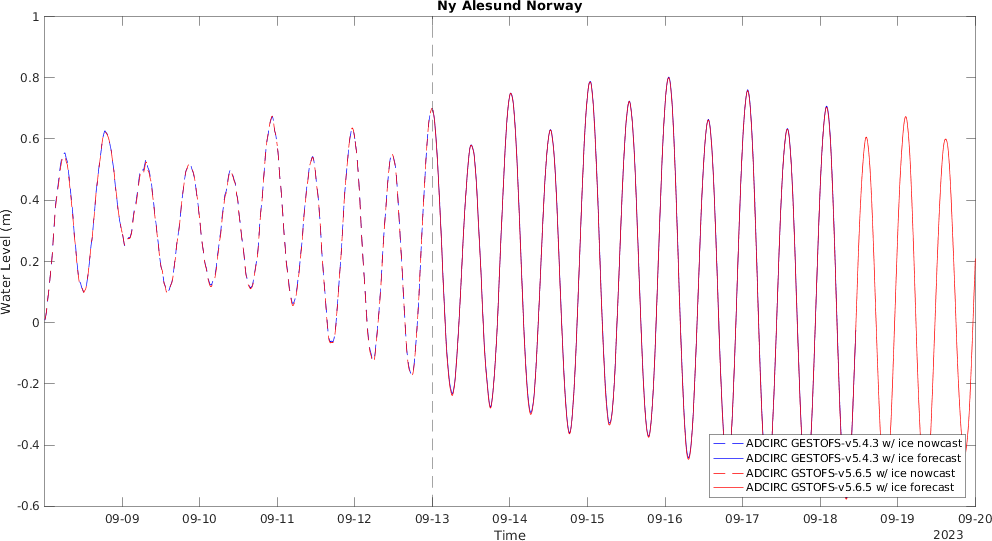 Ny Alesund Norway
1
0.8
0.6
0.4
0.2
0
-0.2
-0.4
-0.6
Water Level (m)
ADCIRC GESTOFS-v5.4.3 w/ ice nowcast
ADCIRC GESTOFS-v5.4.3 w/ ice forecast
ADCIRC GSTOFS-v5.6.5 w/ ice nowcast
ADCIRC GSTOFS-v5.6.5 w/ ice forecast
09-09 09-10 09-11 09-12 09-13 09-14 09-15 09-16 09-17 09-18 09-19 09-20
Time
2023